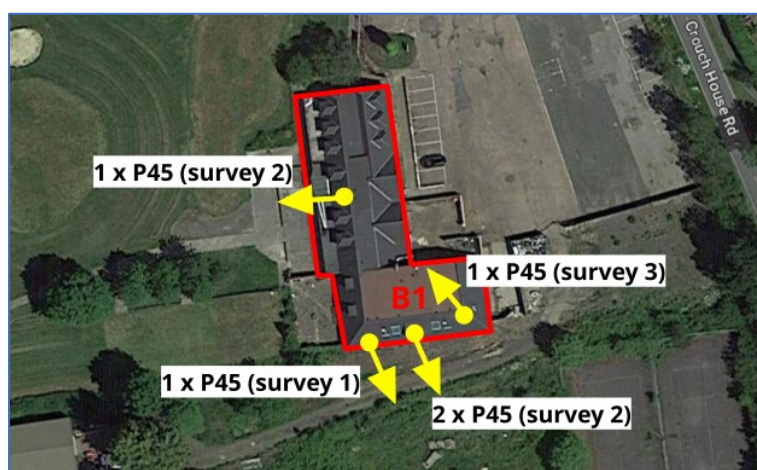 Crouch House Rd
1 x P45 (survey 2)
1 x P45 (survey 3)
B1
1 x P45 (survey 1)
2 x P45 (survey 2)